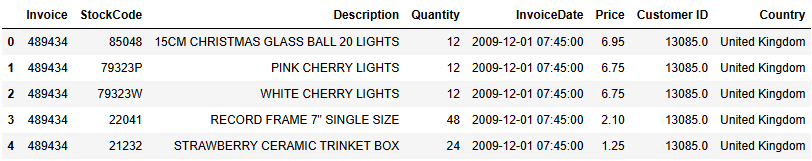 Invoice StockCode Description Quantity InvoiceDate Price Customer ID Country
0 489434 85048 15CM CHRISTMAS GLASS BALL 20 LIGHTS 12 2009-12-01 07:45:00 6.95 13085.0 United Kingdom
1 489434 79323P PINK CHERRY LIGHTS 12 2009-12-01 07:45:00 6.75 13085.0 United Kingdom
2 489434 79323W WHITE CHERRY LIGHTS 12 2009-12-01 07:45:00 6.75 13085.0 United Kingdom
3 489434 22041 RECORD FRAME 7" SINGLE SIZE 48 2009-12-01 07:45:00 2.10 13085.0 United Kingdom
4 489434 21232 STRAWBERRY CERAMIC TRINKET BOX 24 2009-12-01 07:45:00 1.25 13085.0 United Kingdom